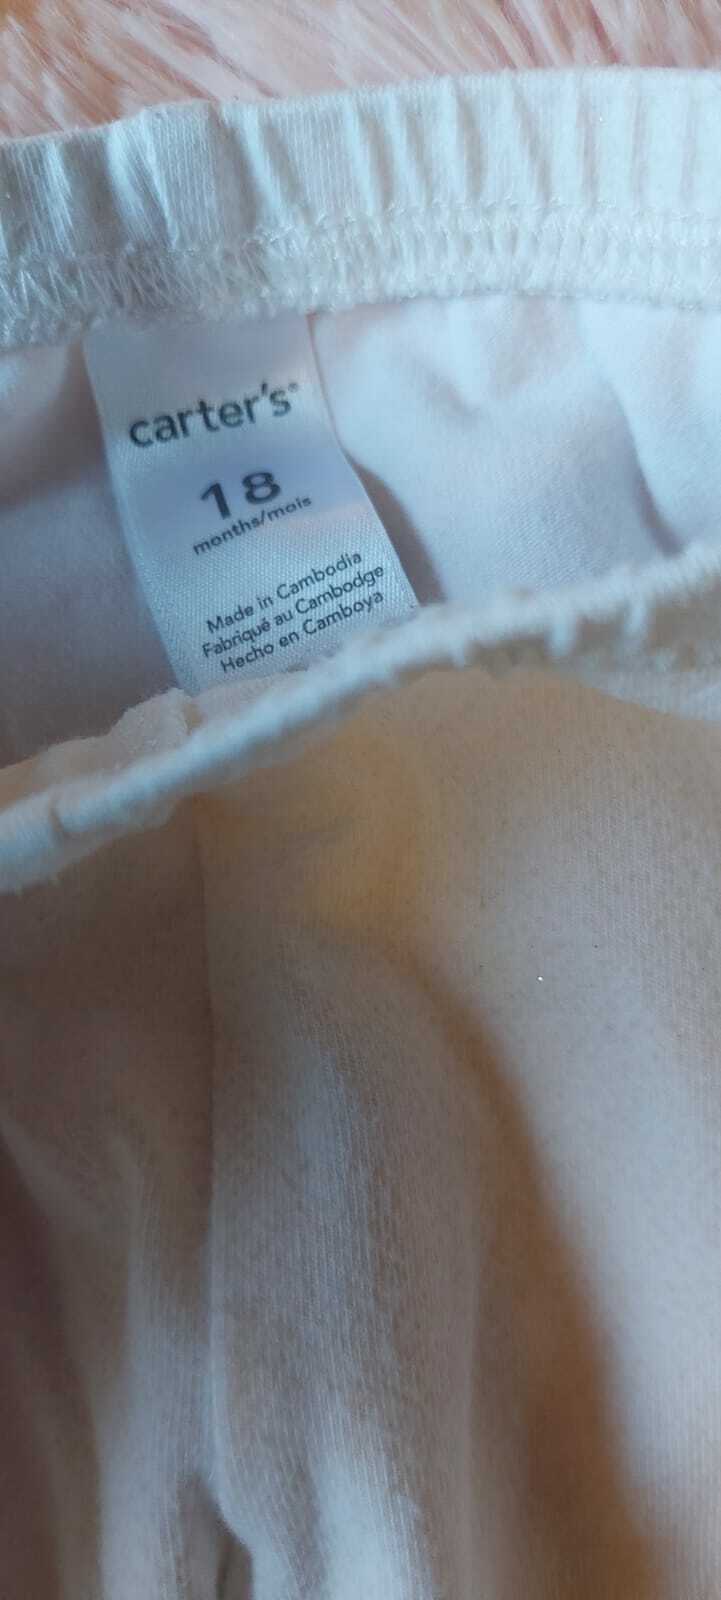 carter's®
18
months/mois
Made in Cambodia
Fabriqué au Cambodge
Hecho en Camboya